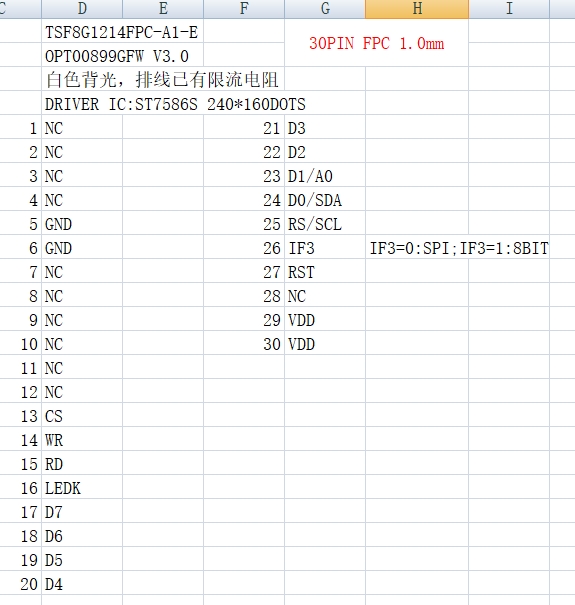 C D E F G H I
TSF8G1214FPC-A1-E
30PIN FPC 1.0mm
OPT00899GFW V3.0
白色背光，排线已有限流电阻
DRIVER IC:ST7586S 240*160DOTS
1 NC 21 D3
2 NC 22 D2
3 NC 23 D1/A0
4 NC 24 D0/SDA
5 GND 25 RS/SCL
6 GND 26 IF3 IF3=0:SPI;IF3=1:8BIT
7 NC 27 RST
8 NC 28 NC
9 NC 29 VDD
10 NC 30 VDD
11 NC
12 NC
13 CS
14 WR
15 RD
16 LEDK
17 D7
18 D6
19 D5
20 D4